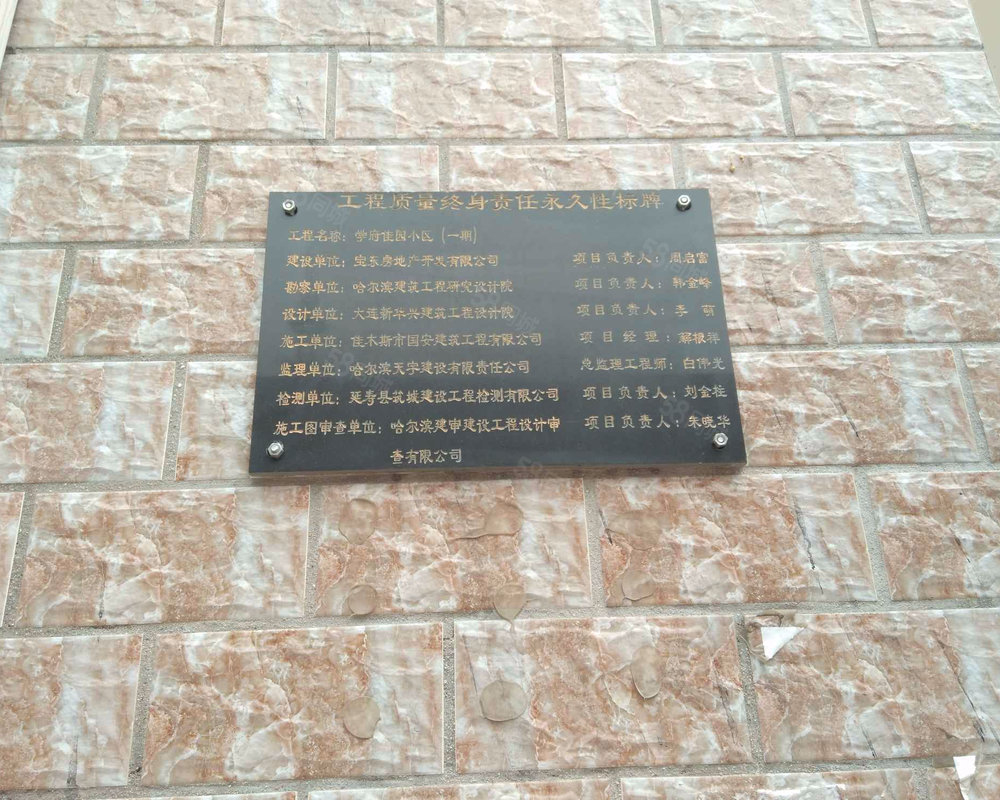 工程质量终身责任永久性标牌
工程名称：学府佳园小区（一期）
建设单位：宝东房地产开发有限公司 项目负责人：周启富
勘察单位：哈尔滨建筑工程研究设计院 项目负责人：韩金峰
设计单位：大连新华兴建筑工程设计院 项目负责人：李 萌
施工单位：佳木斯市国安建筑工程有限公司 项目经理：解振祥
监理单位：哈尔滨天宇建设有限责任公司 总监理工程师：白伟光
检测单位：延寿县筑城建设工程检测有限公司 项目负责人：刘金柱
施工图审查单位：哈尔滨建审建设工程设计审 项目负责人：朱晓华
查有限公司